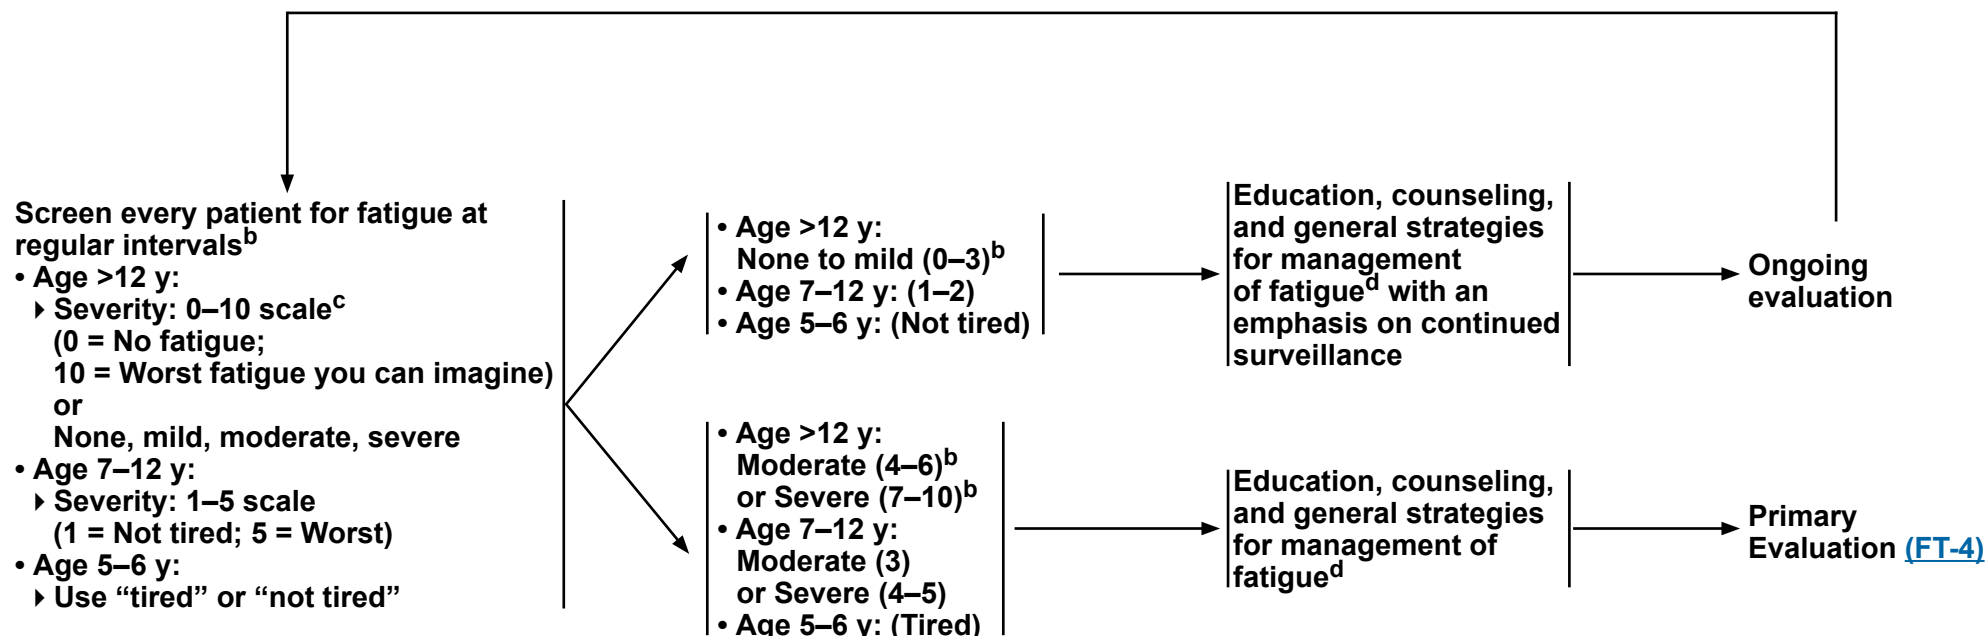 Screen every patient for fatigue at
regular intervalsb
• Age >12 y:
▸ Severity: 0–10 scalec
(0 = No fatigue;
10 = Worst fatigue you can imagine)
or
None, mild, moderate, severe
• Age 7–12 y:
▸ Severity: 1–5 scale
(1 = Not tired; 5 = Worst)
• Age 5–6 y:
▸ Use “tired” or “not tired”
• Age >12 y:
None to mild (0–3)b
• Age 7–12 y: (1–2)
• Age 5–6 y: (Not tired)
Education, counseling,
and general strategies
for management
of fatigued with an
emphasis on continued
surveillance
Ongoing
evaluation
• Age >12 y:
Moderate (4–6)b
or Severe (7–10)b
• Age 7–12 y:
Moderate (3)
or Severe (4–5)
• Age 5–6 y: (Tired)
Education, counseling,
and general strategies
for management of
fatigued
Primary
Evaluation (FT-4)